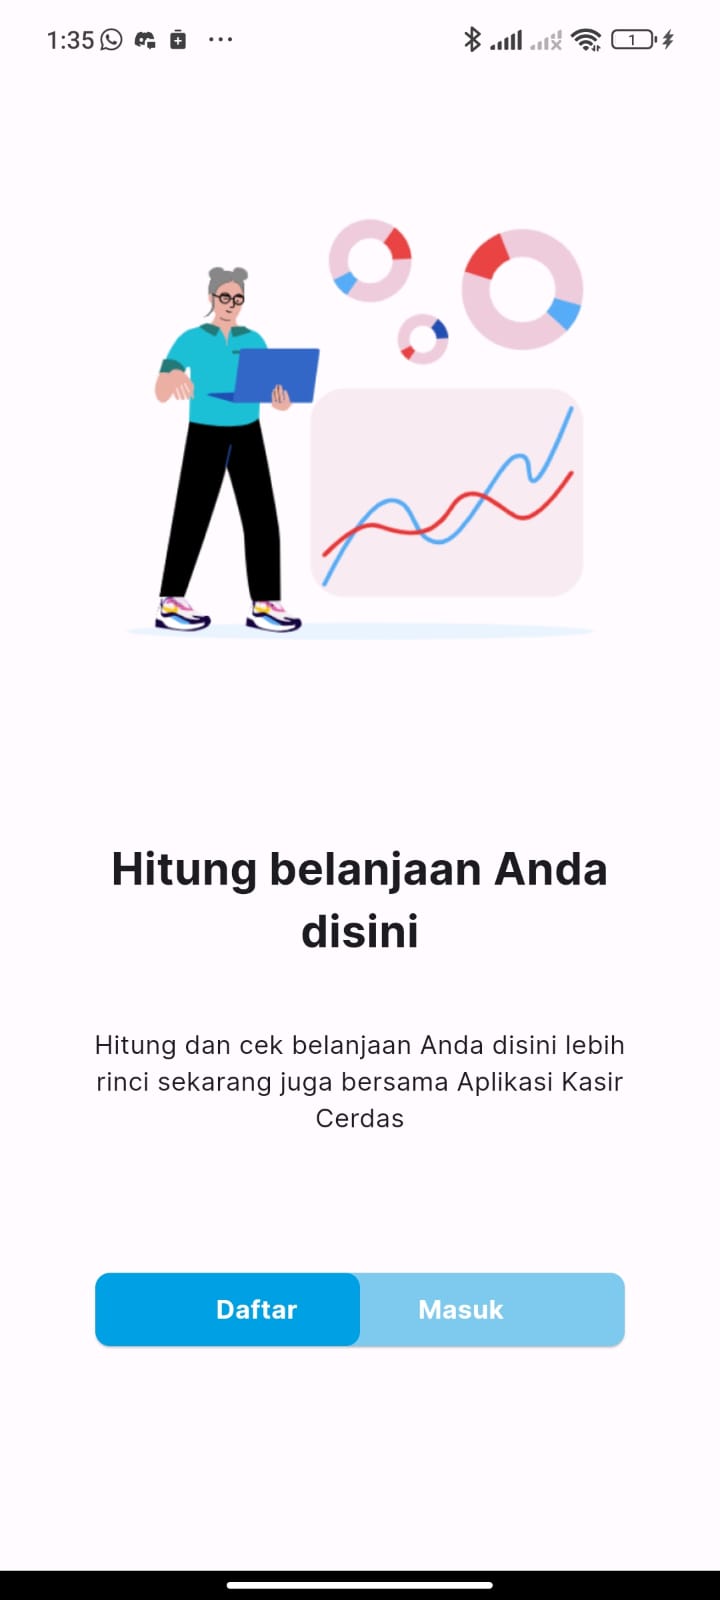 1:35
1
Hitung belanjaan Anda
disini
Hitung dan cek belanjaan Anda disini lebih
rinci sekarang juga bersama Aplikasi Kasir
Cerdas
Daftar Masuk